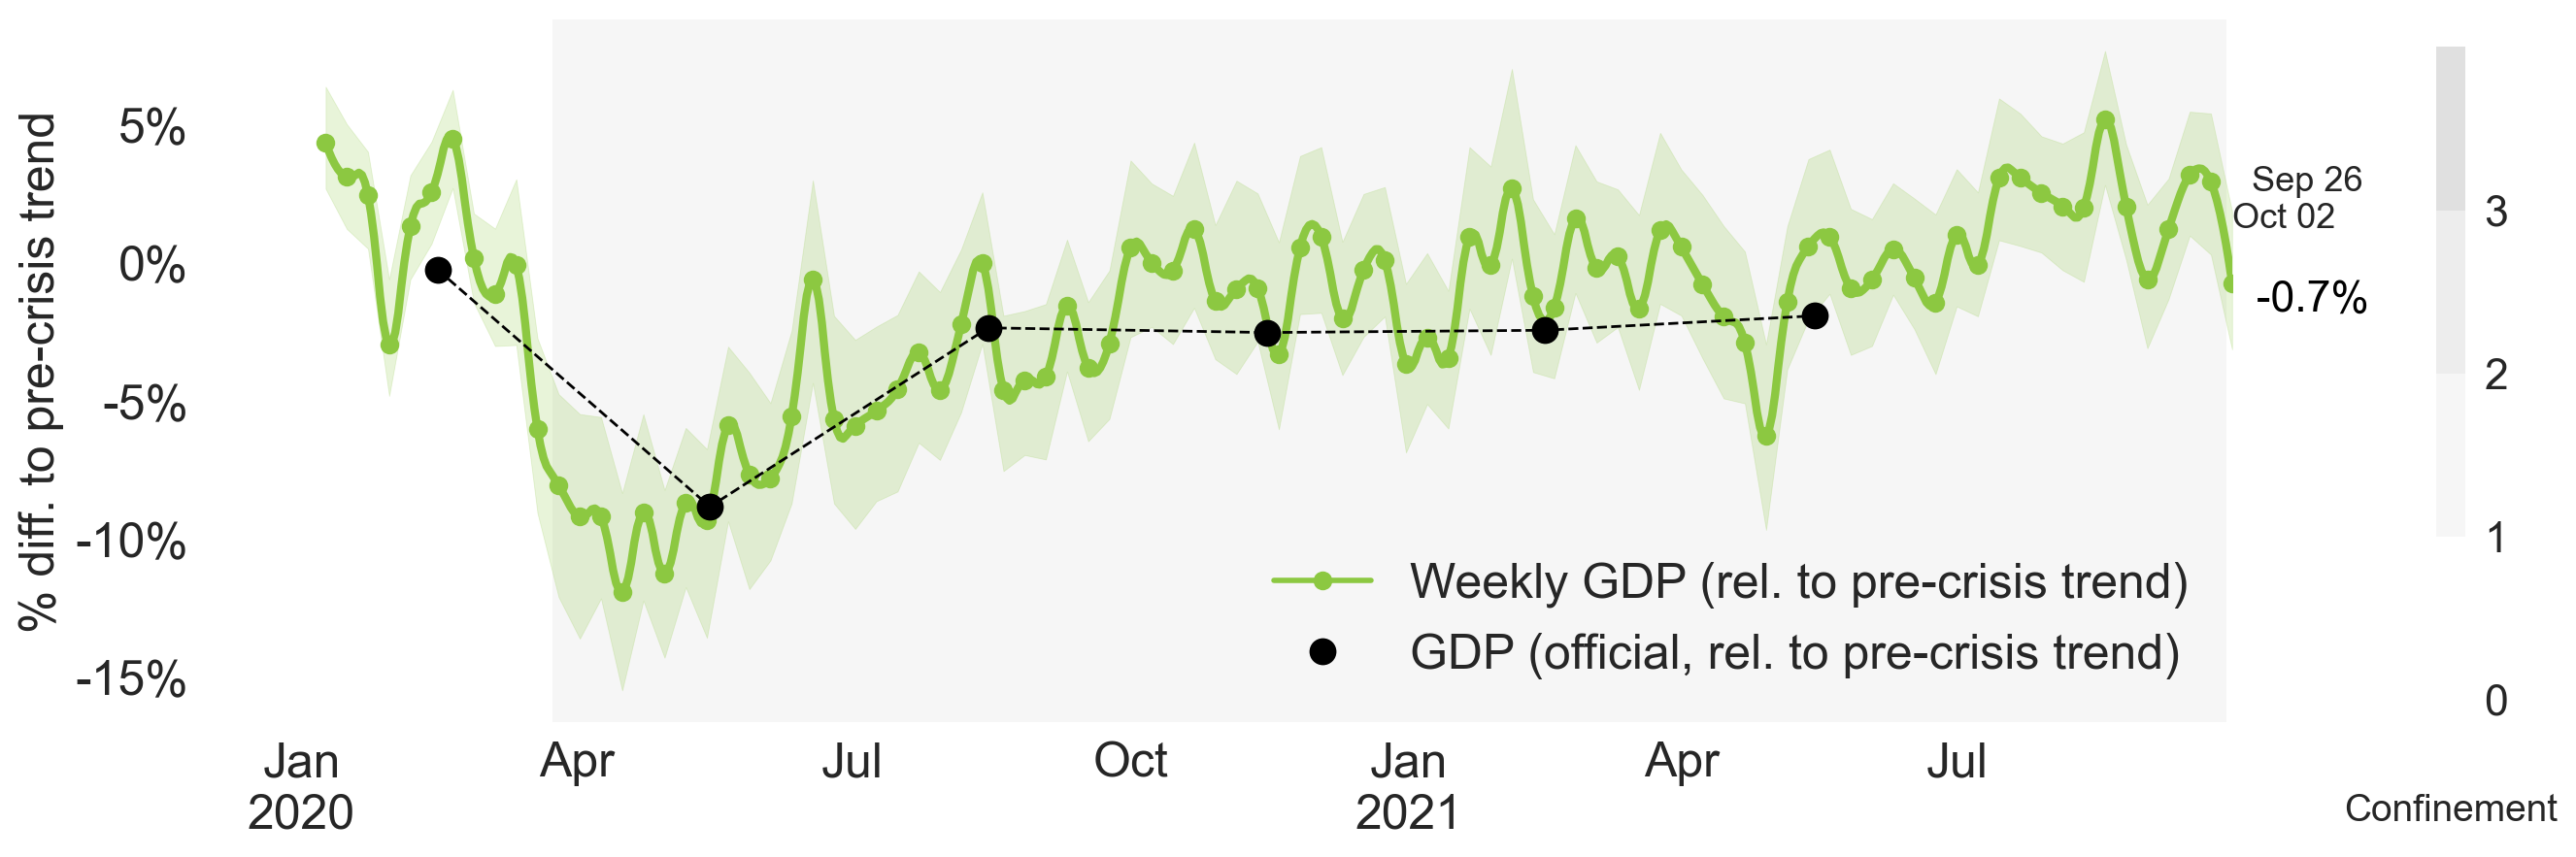 % diff. to pre-crisis trend
5%
0%
-5%
-10%
-15%
Jan
2020
Apr
Jul
Oct
Jan
2021
Apr
Jul
Sep 26
Oct 02
-0.7%
Weekly GDP (rel. to pre-crisis trend)
GDP (official, rel. to pre-crisis trend)
3
2
1
0
Confinement